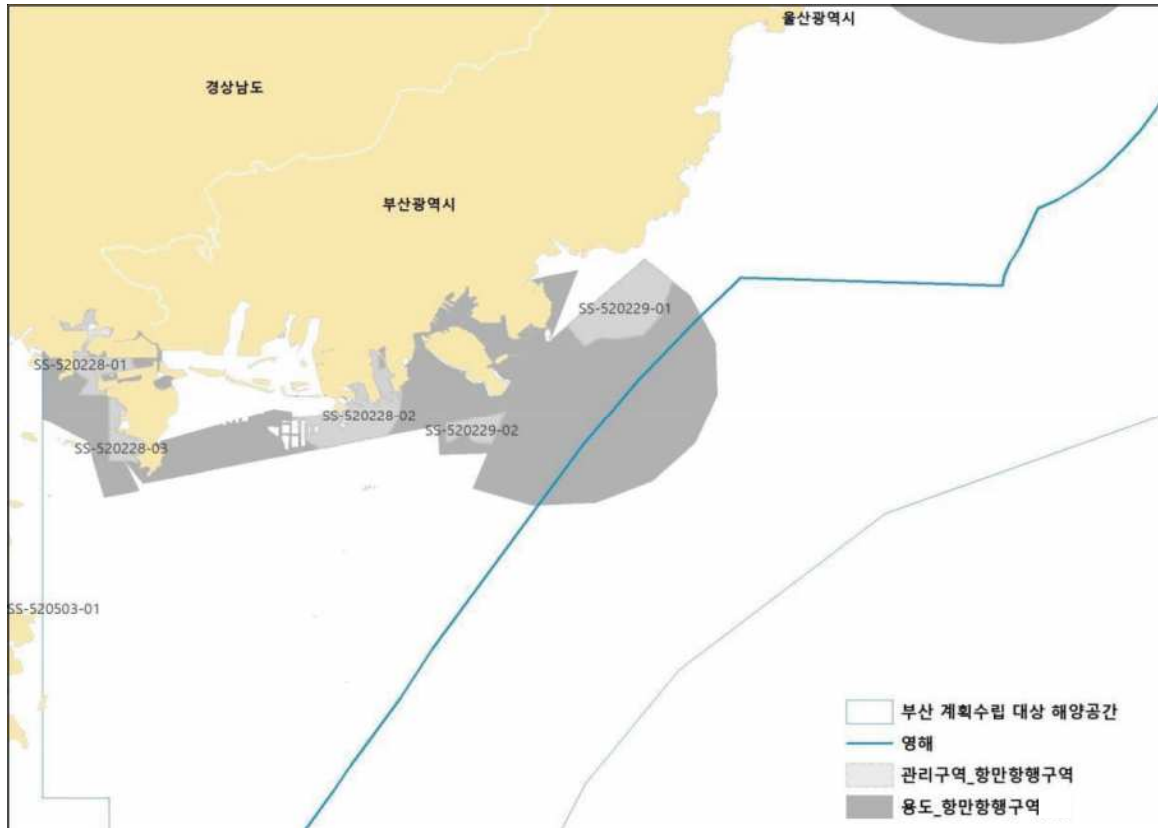 울산광역시
경상남도
부산광역시
SS-520229-01
SS-520228-01
SS-520228-02
SS-520229-02
SS-520228-03
SS-520503-01
부산 계획수립 대상 해양공간
영해
관리구역_항만항행구역
용도_항만항행구역